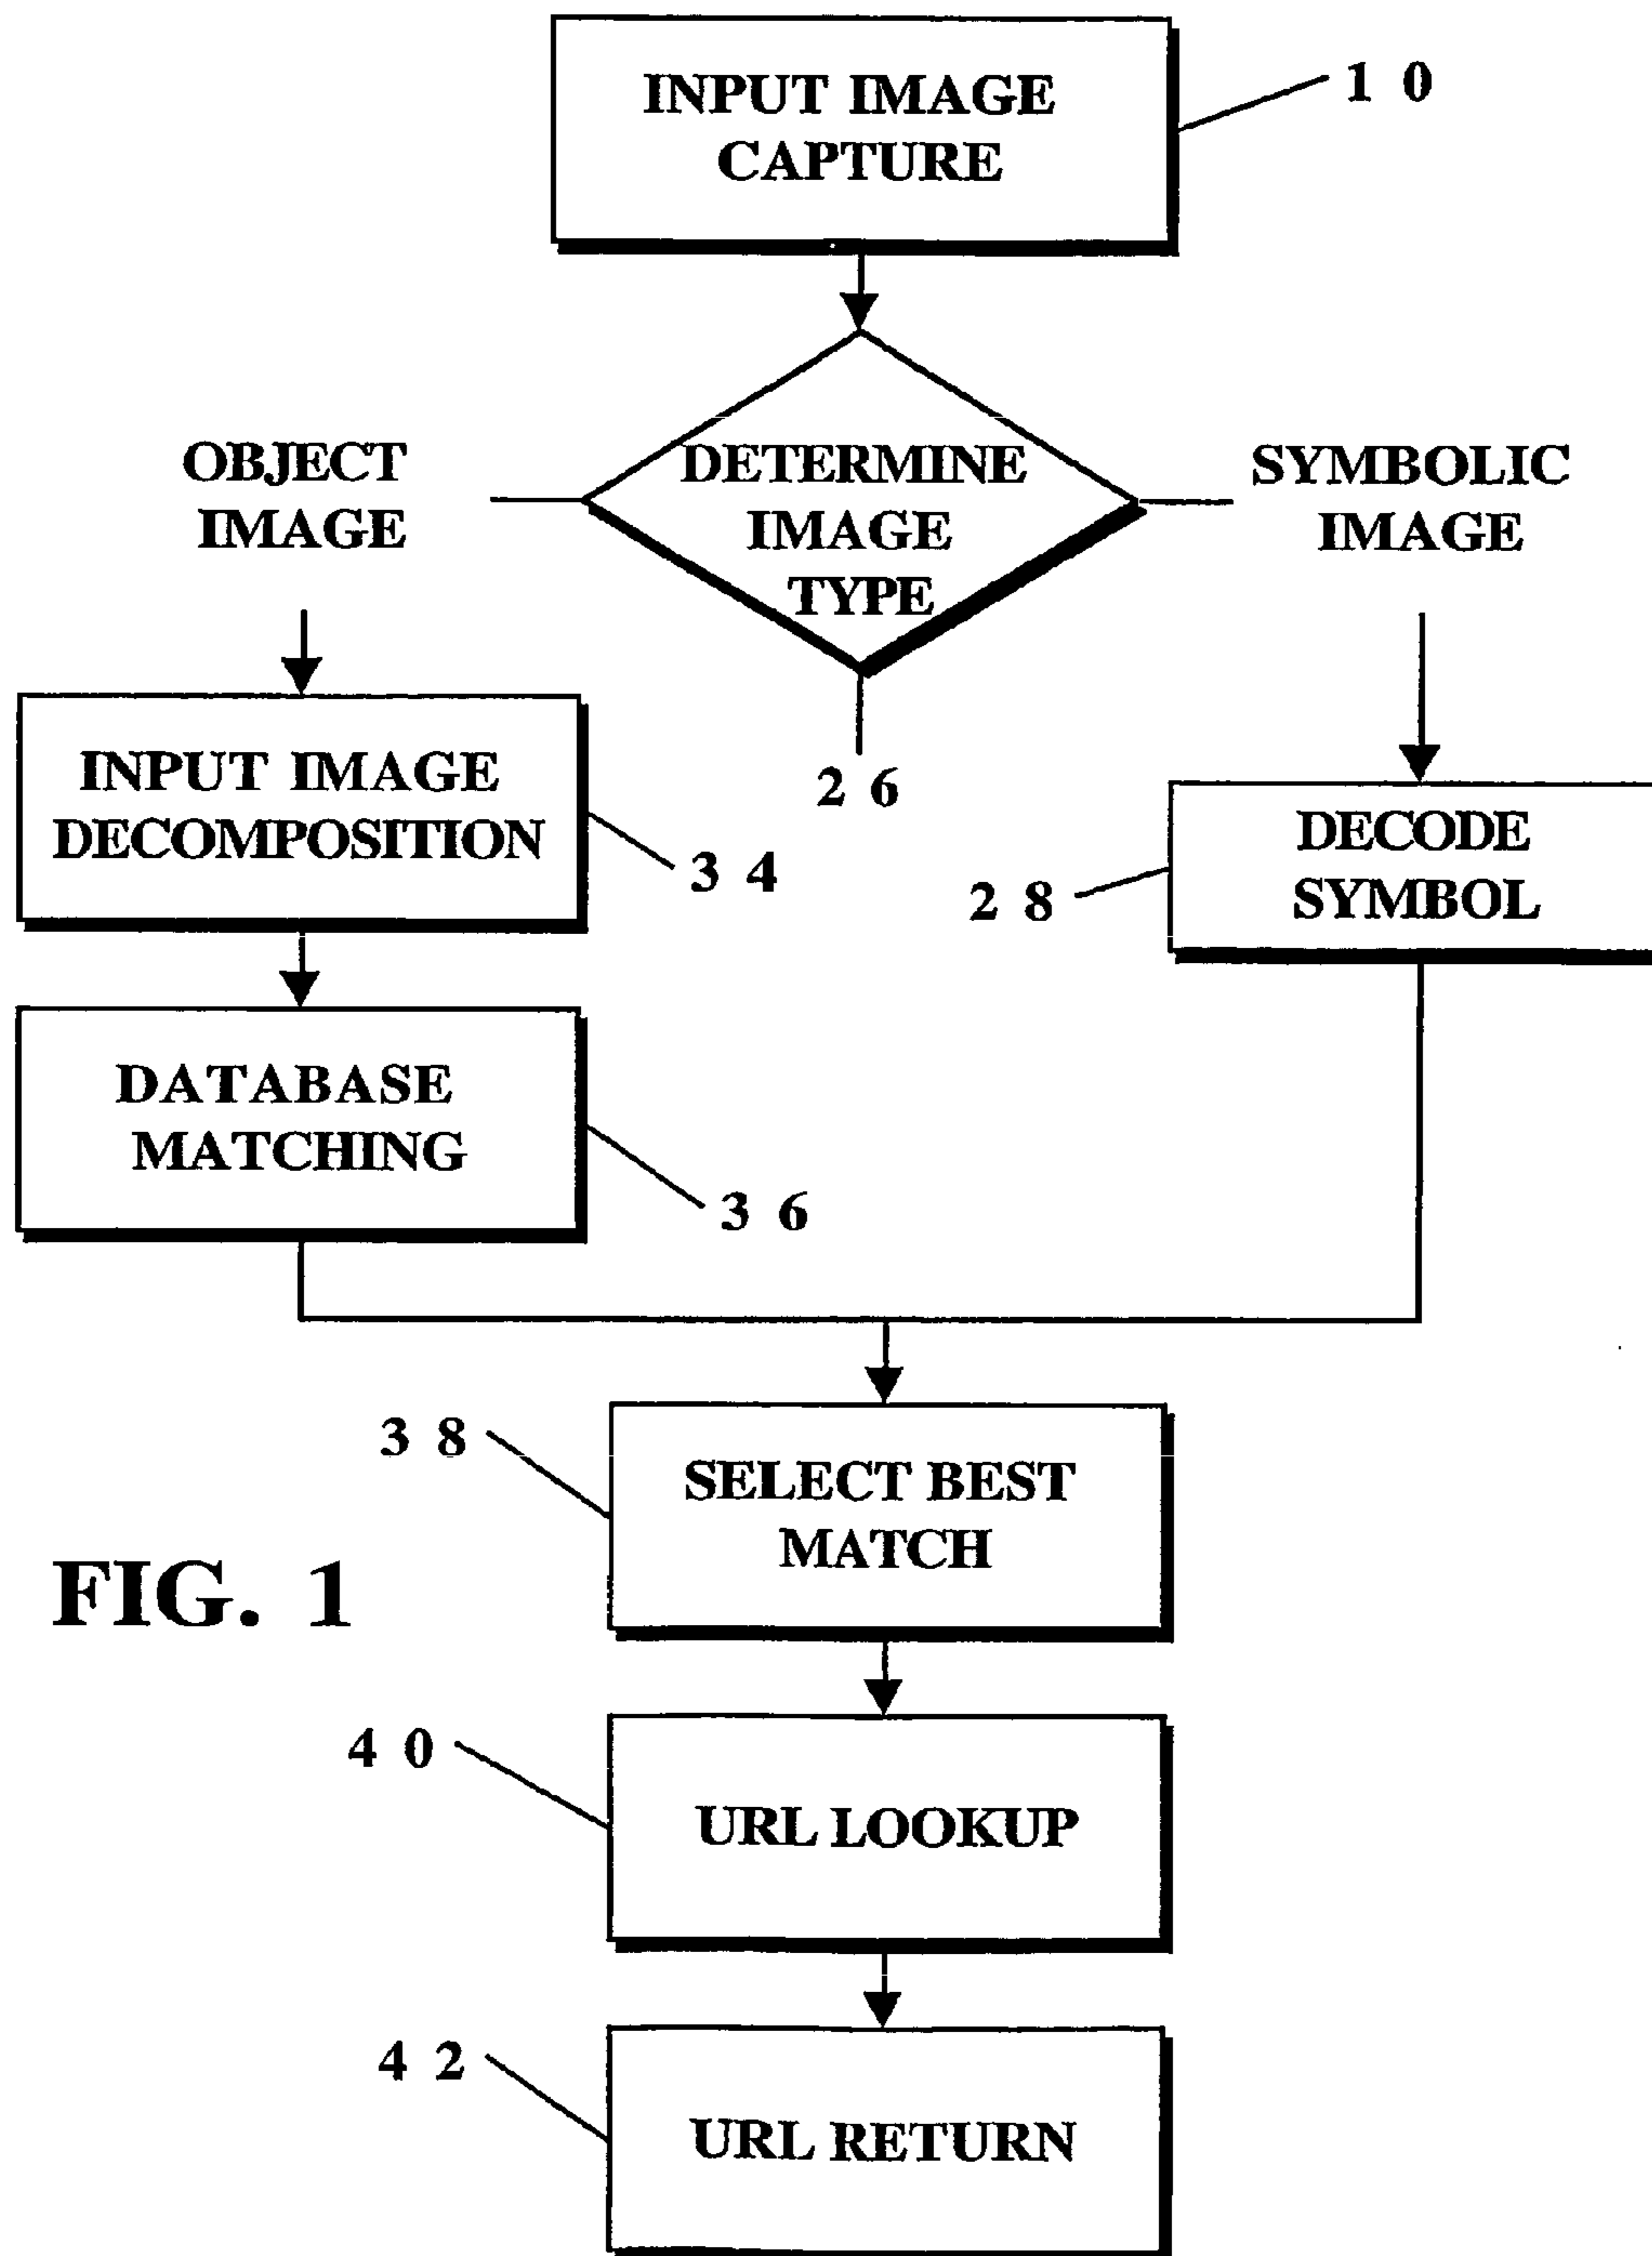 INPUT IMAGE
CAPTURE
1 0
DETERMINE
IMAGE
TYPE
2 6
OBJECT
IMAGE
SYMBOLIC
IMAGE
INPUT IMAGE
DECOMPOSITION
3 4
DECODE
SYMBOL
2 8
DATABASE
MATCHING
3 6
SELECT BEST
MATCH
3 8
FIG. 1
URL LOOKUP
4 0
URL RETURN
4 2